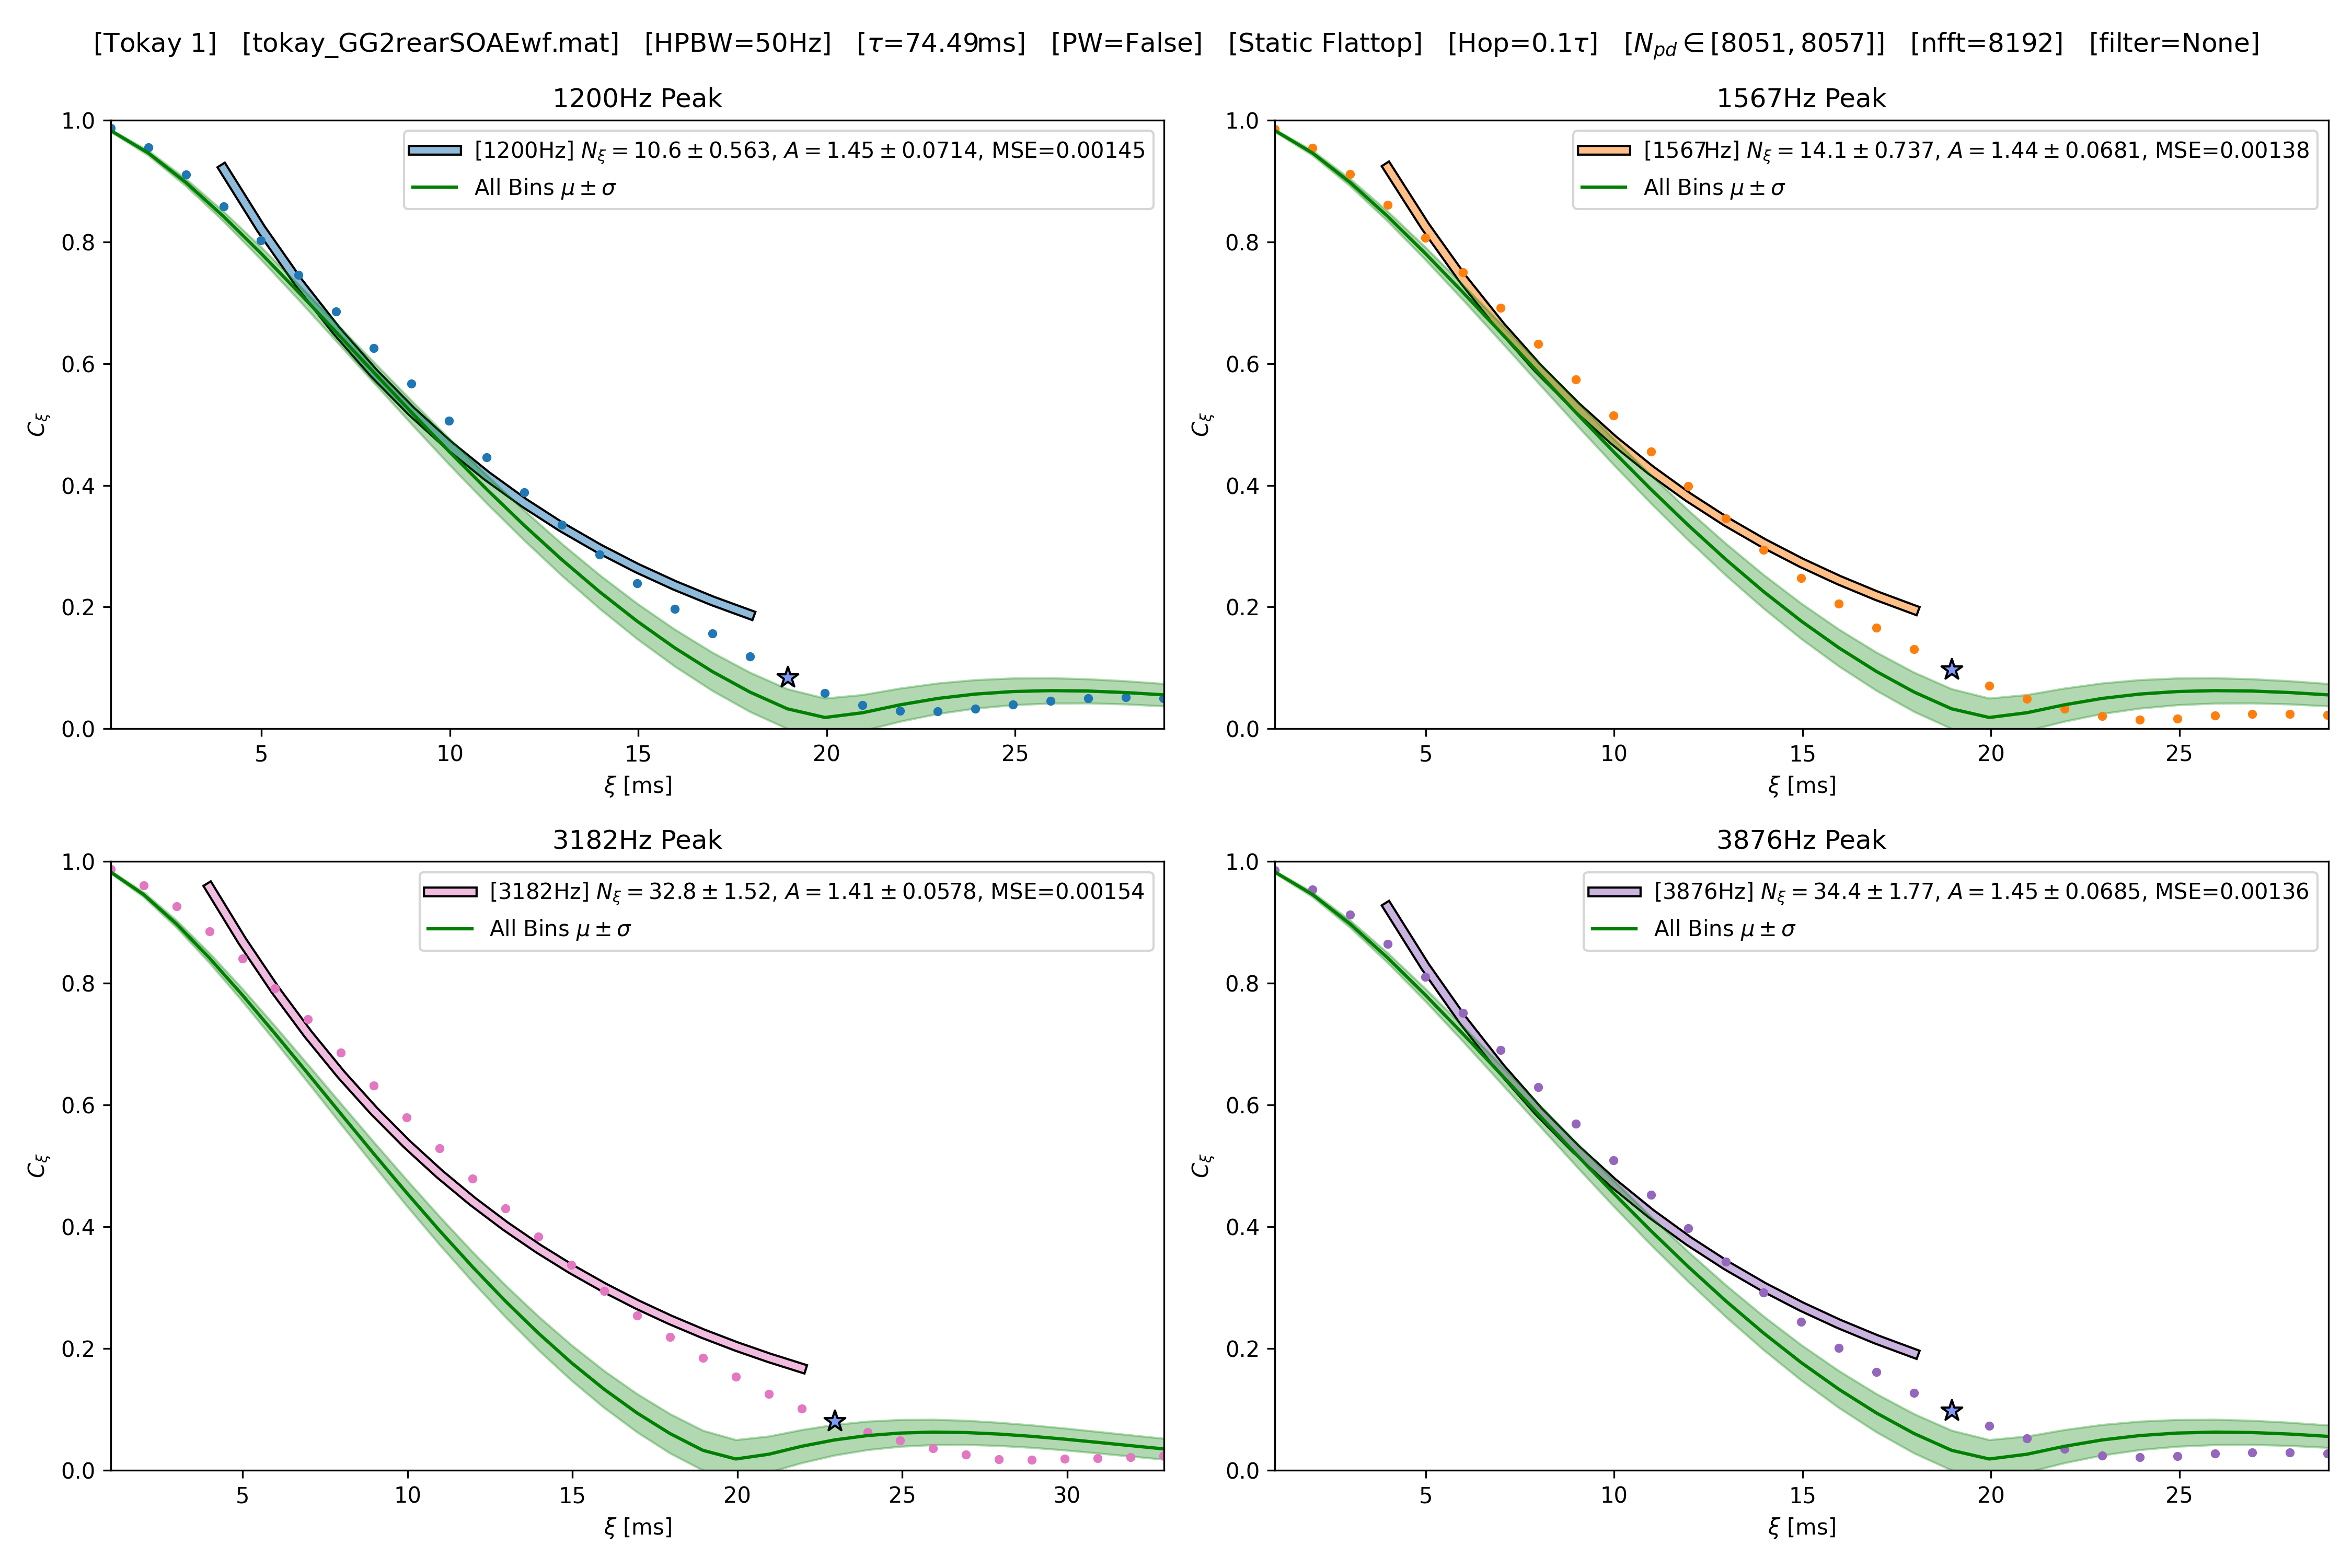 [Tokay 1] [tokay_GG2rearSOAEwf.mat] [HPBW=50Hz] [τ=74.49ms] [PW=False] [Static Flattop] [Hop=0.1τ] [N_pd ∈ [8051, 8057]] [nfft=8192] [filter=None]
1200Hz Peak
[1200Hz] N_ξ = 10.6 ± 0.563, A = 1.45 ± 0.0714, MSE=0.00145
All Bins μ ± σ
1.0
0.8
0.6
0.4
0.2
0.0
C_ξ
5 10 15 20 25
ξ [ms]
1567Hz Peak
[1567Hz] N_ξ = 14.1 ± 0.737, A = 1.44 ± 0.0681, MSE=0.00138
All Bins μ ± σ
1.0
0.8
0.6
0.4
0.2
0.0
C_ξ
5 10 15 20 25
ξ [ms]
3182Hz Peak
[3182Hz] N_ξ = 32.8 ± 1.52, A = 1.41 ± 0.0578, MSE=0.00154
All Bins μ ± σ
1.0
0.8
0.6
0.4
0.2
0.0
C_ξ
5 10 15 20 25 30
ξ [ms]
3876Hz Peak
[3876Hz] N_ξ = 34.4 ± 1.77, A = 1.45 ± 0.0685, MSE=0.00136
All Bins μ ± σ
1.0
0.8
0.6
0.4
0.2
0.0
C_ξ
5 10 15 20 25
ξ [ms]